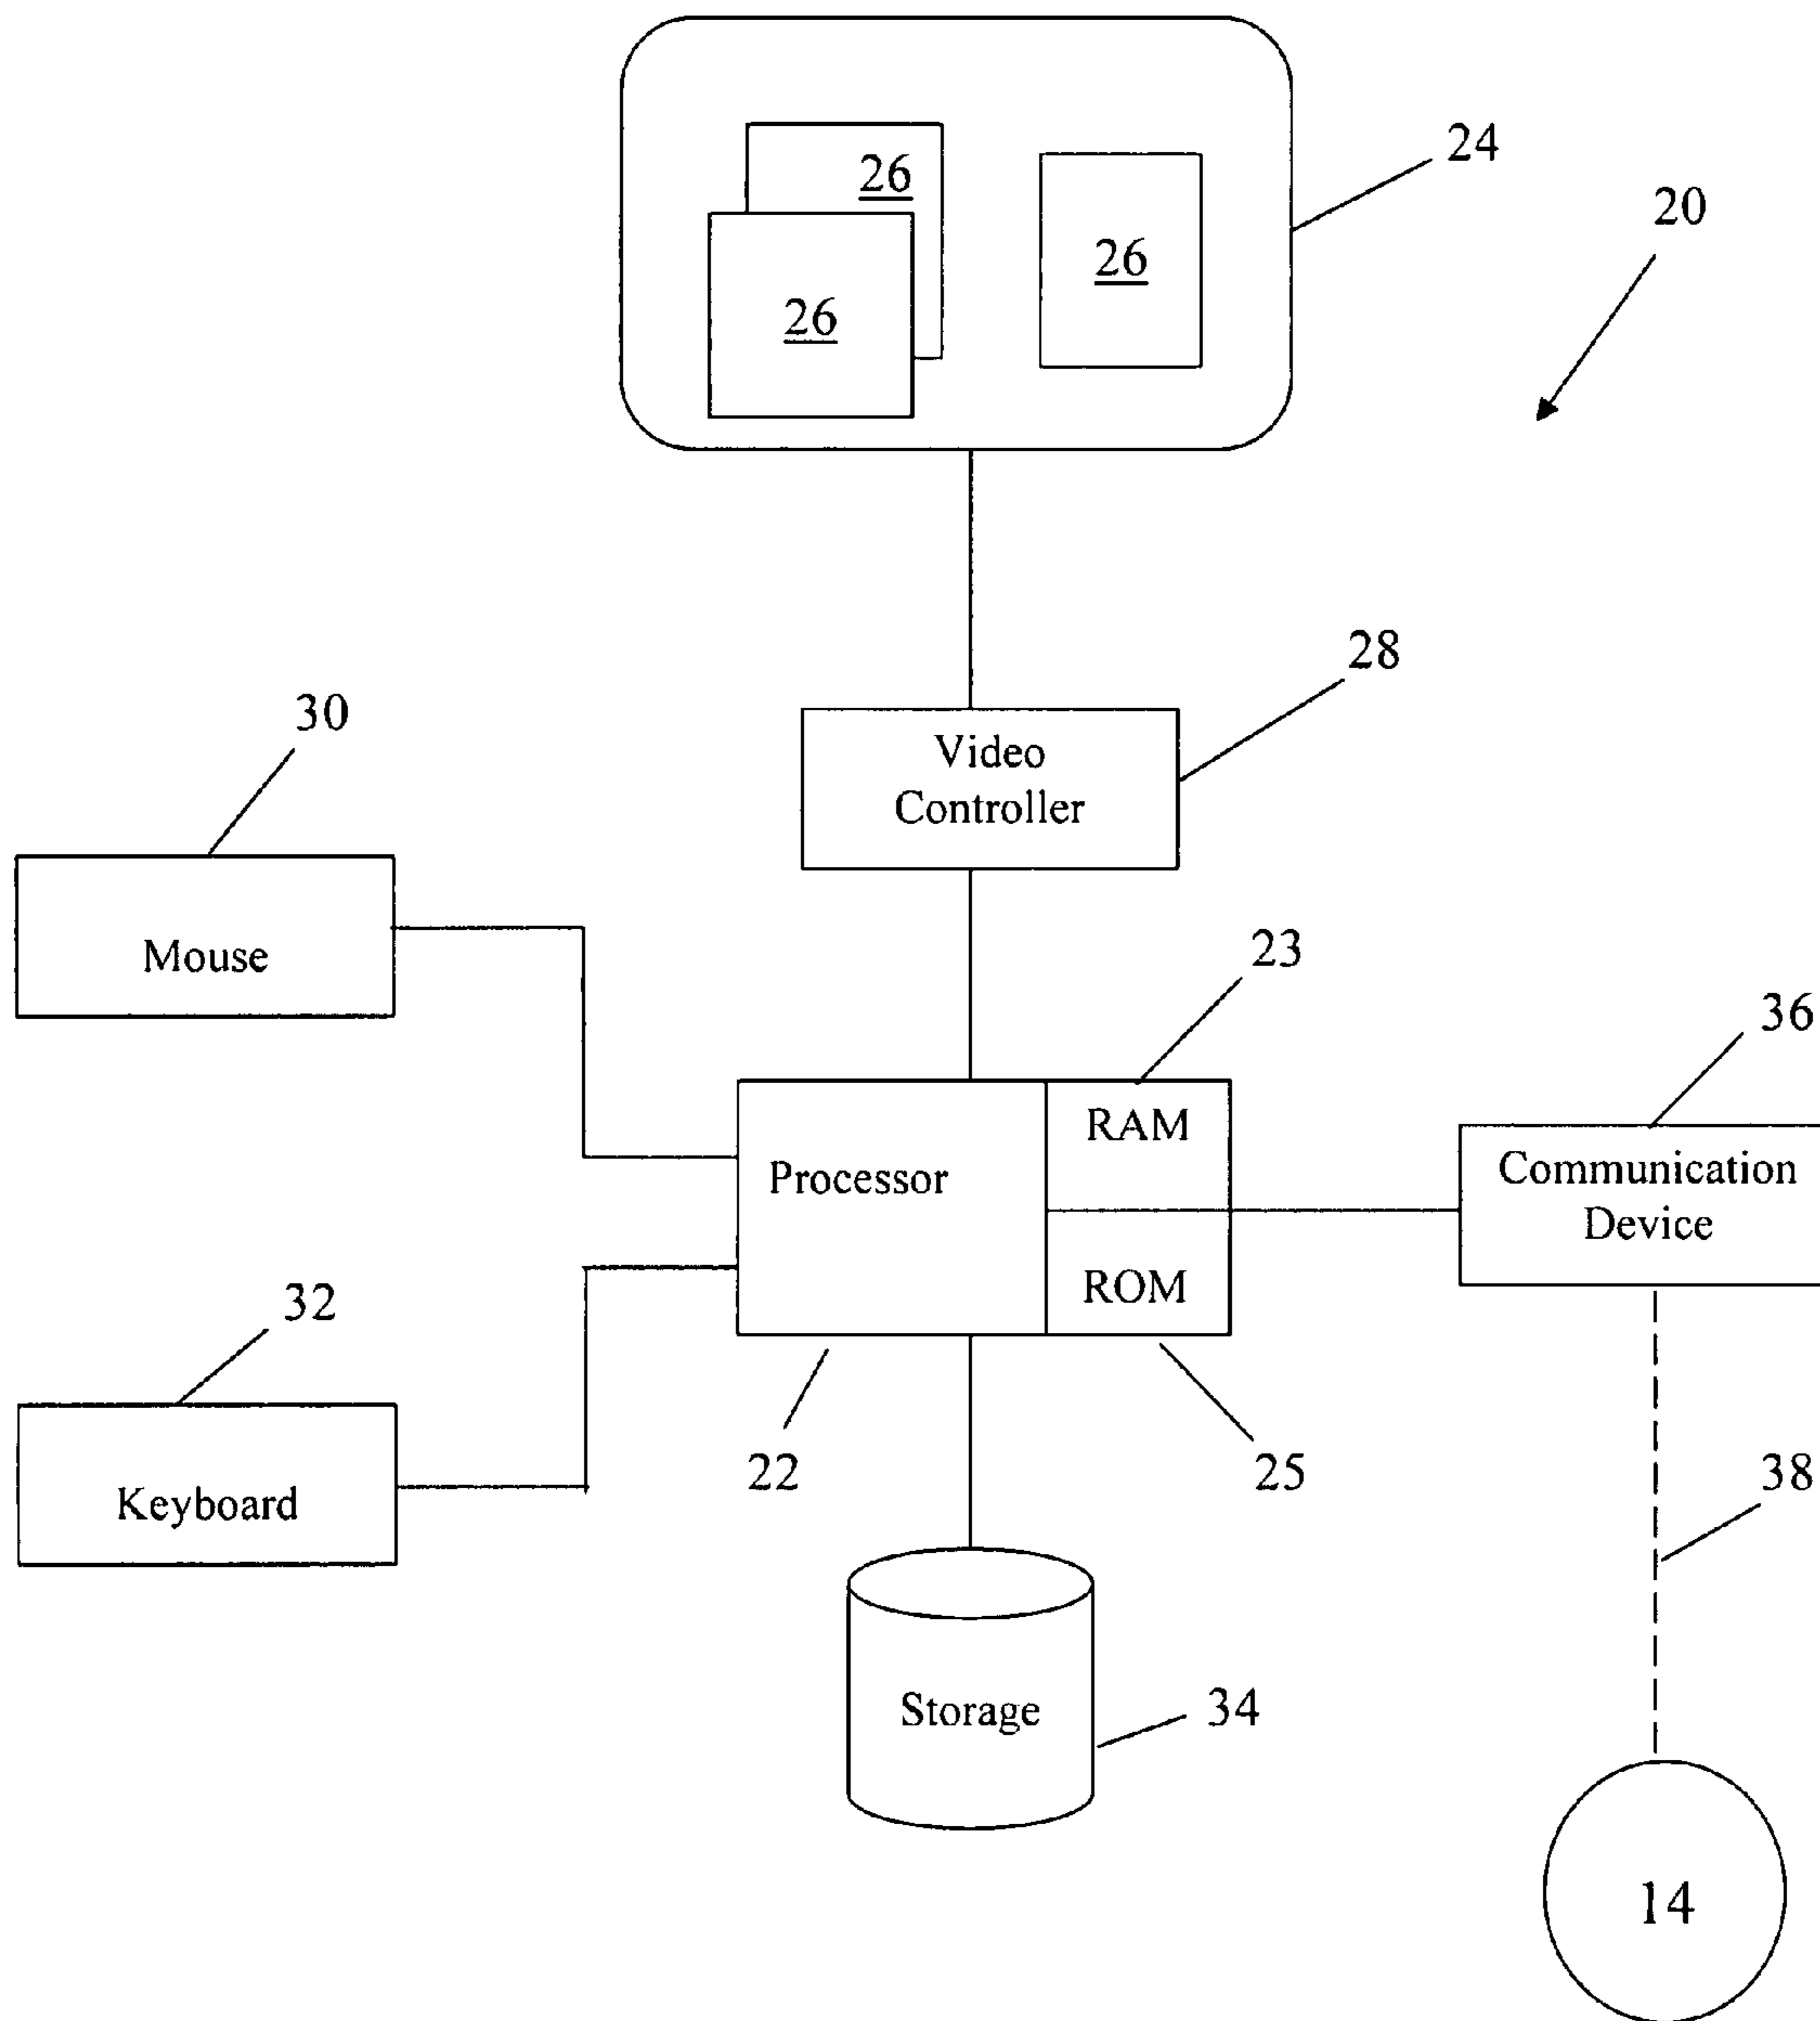 24
20
26
26
26
28
Video
Controller
30
Mouse
23
36
RAM
Processor
Communication
Device
ROM
32
22
25
38
Keyboard
Storage
34
14